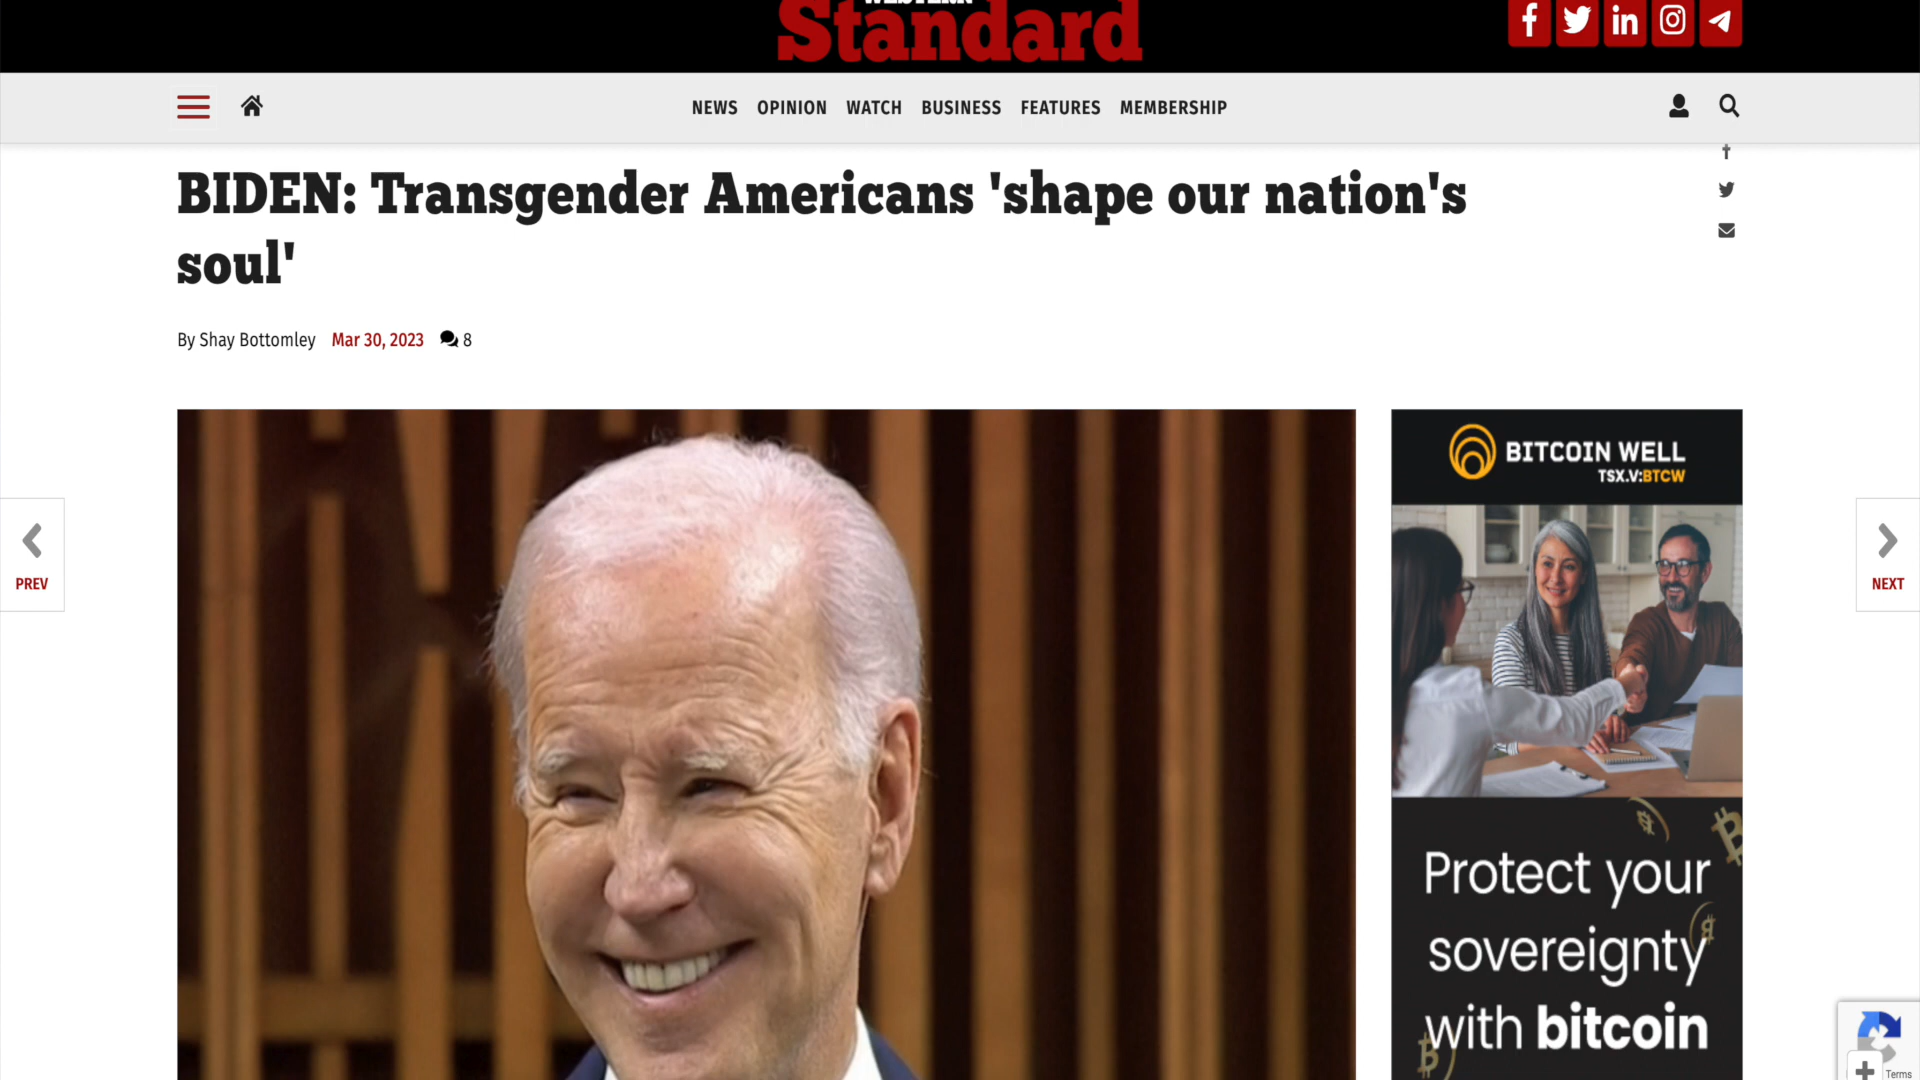 WESTERN
Standard
NEWS OPINION WATCH BUSINESS FEATURES MEMBERSHIP
BIDEN: Transgender Americans 'shape our nation's
soul'
By Shay Bottomley Mar 30, 2023 8
PREV
NEXT
BITCOIN WELL
TSX.V:BTCW
Protect your
sovereignty
with bitcoin
Terms